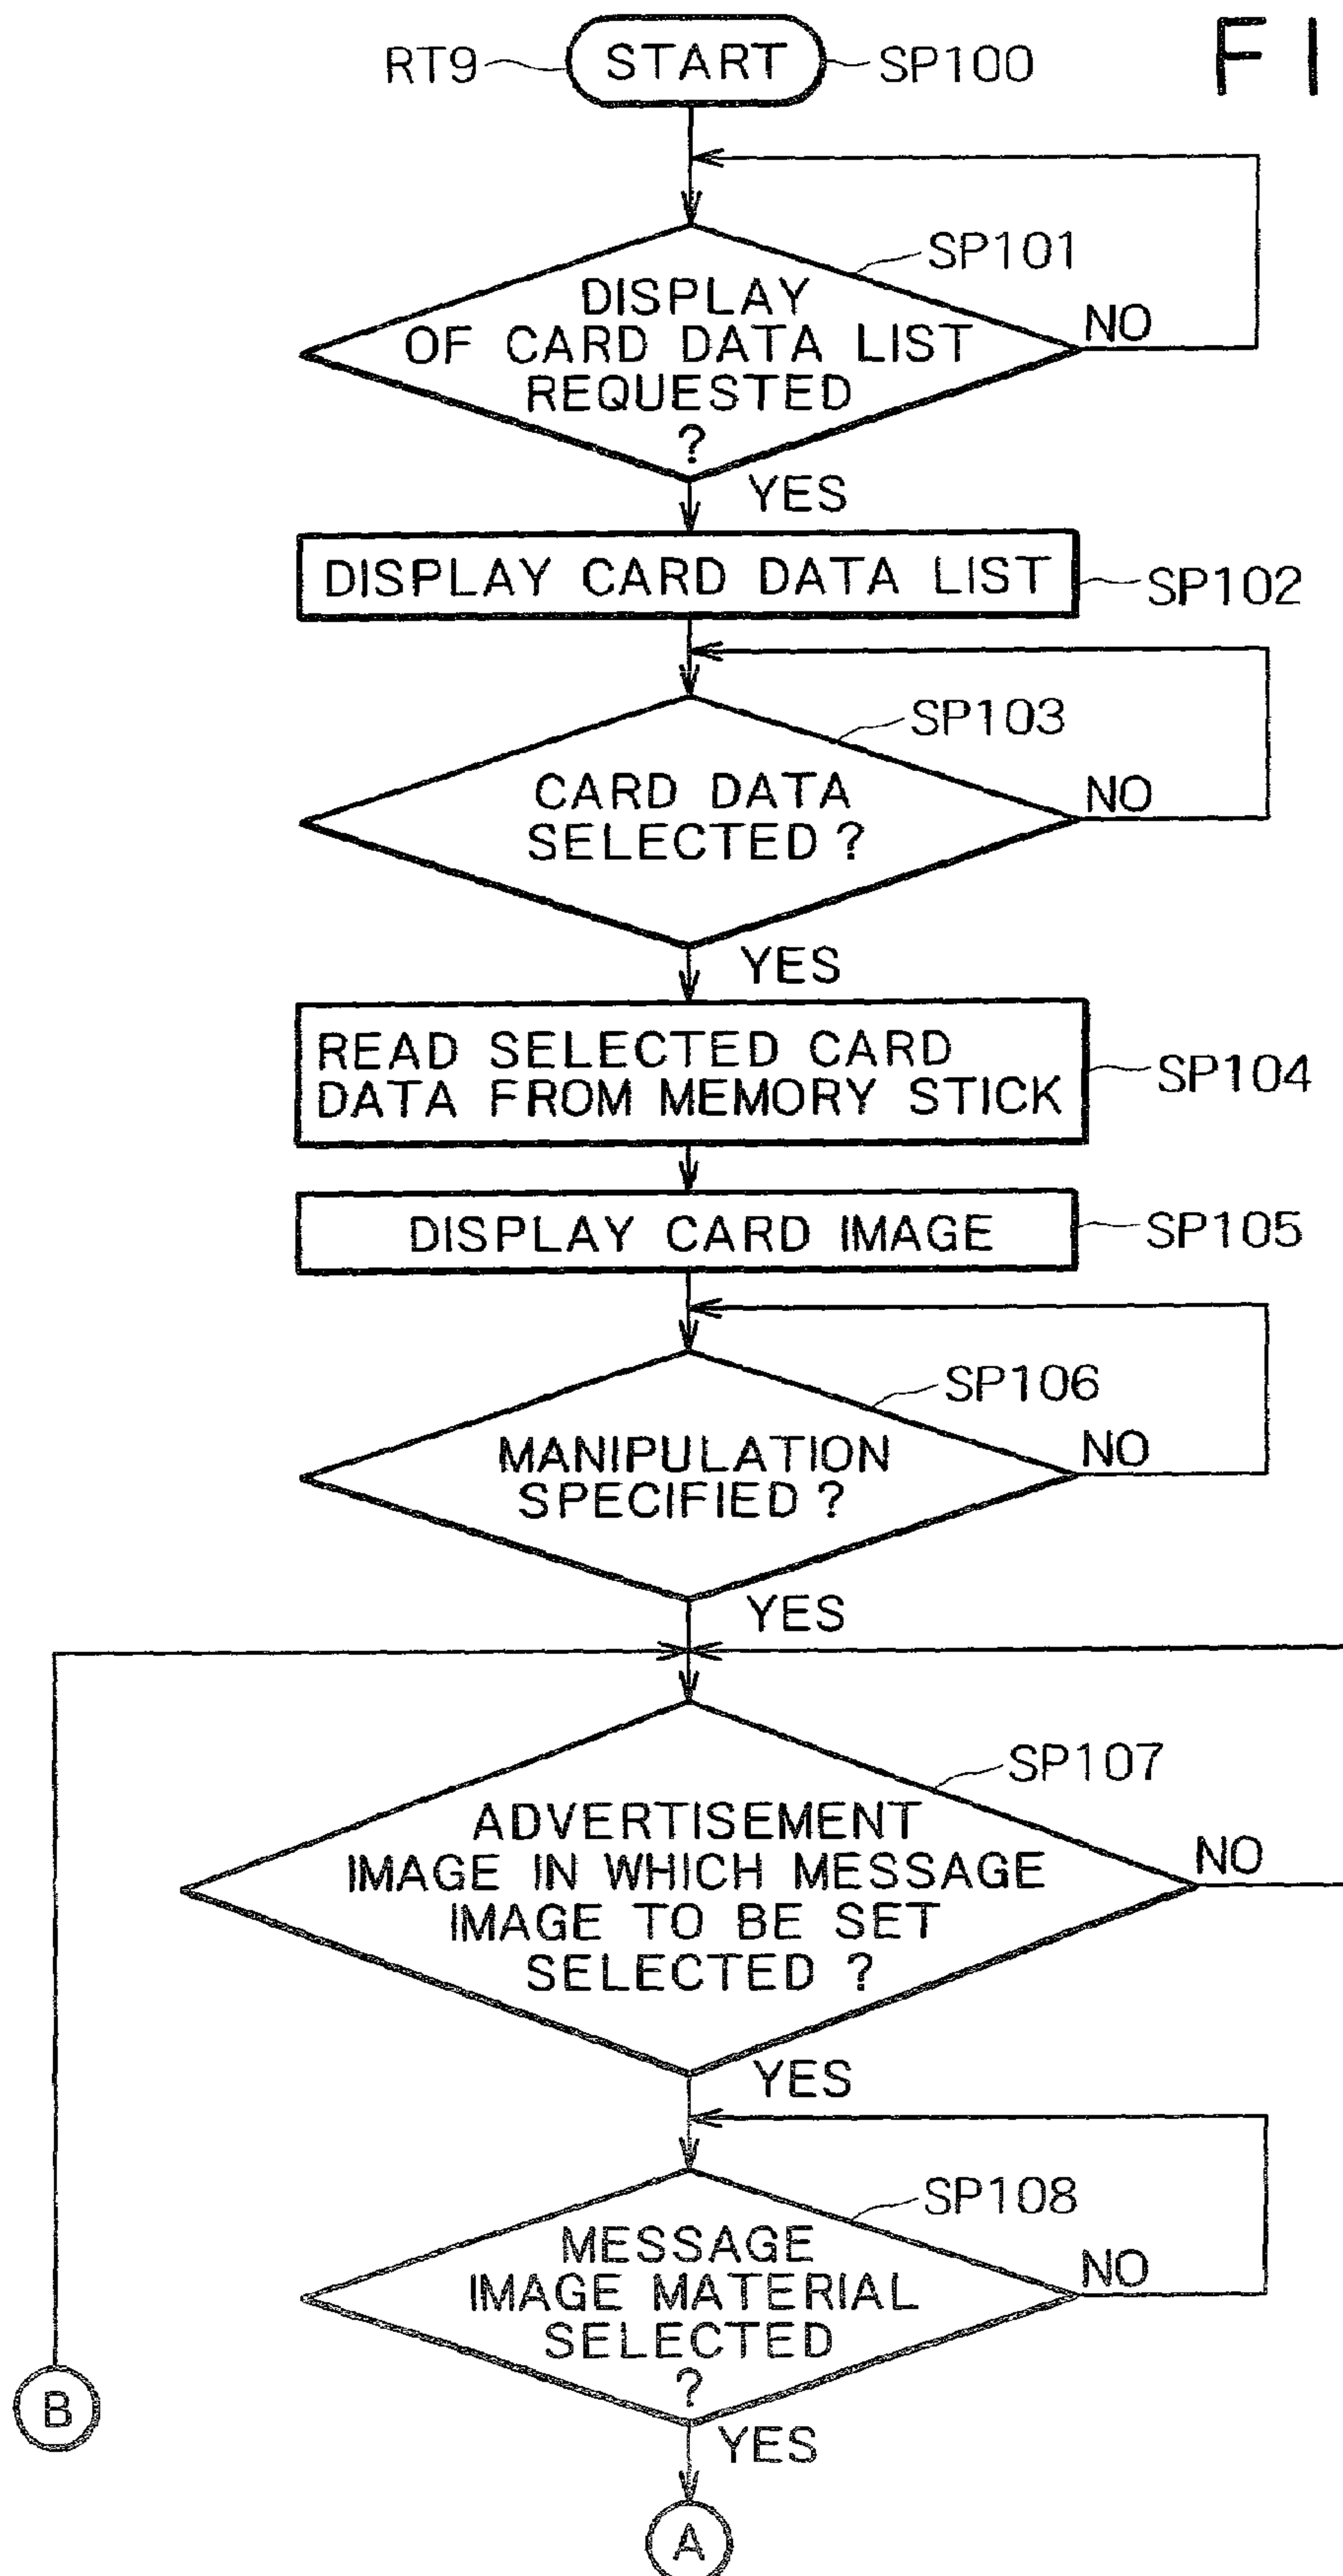 FI
RT9 START SP100
SP101
DISPLAY
OF CARD DATA LIST
REQUESTED
?
NO
YES
DISPLAY CARD DATA LIST
SP102
SP103
CARD DATA
SELECTED ?
NO
YES
READ SELECTED CARD
DATA FROM MEMORY STICK
SP104
DISPLAY CARD IMAGE
SP105
SP106
MANIPULATION
SPECIFIED ?
NO
YES
SP107
ADVERTISEMENT
IMAGE IN WHICH MESSAGE
IMAGE TO BE SET
SELECTED ?
NO
YES
SP108
MESSAGE
IMAGE MATERIAL
SELECTED
?
NO
YES
B
A